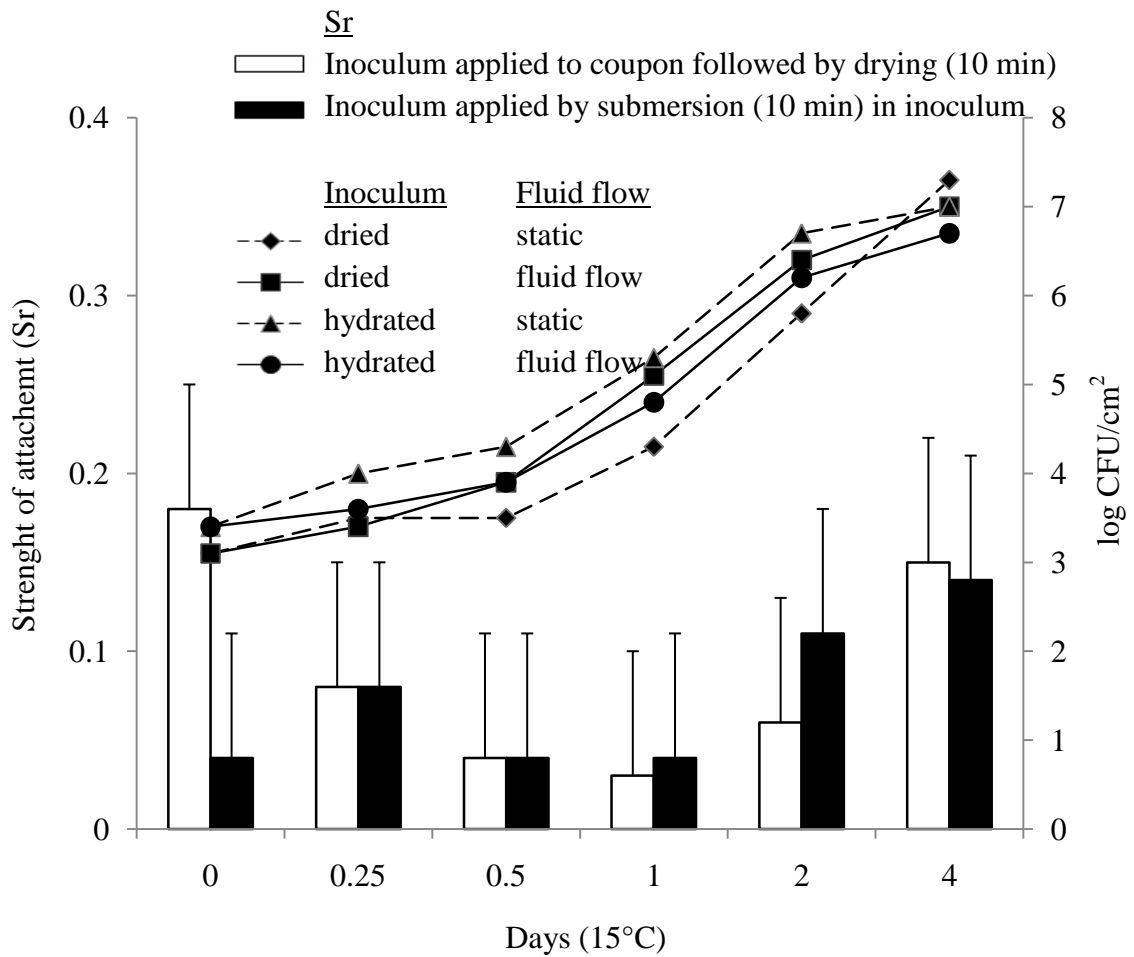 Sr
Inoculum applied to coupon followed by drying (10 min)
Inoculum applied by submersion (10 min) in inoculum
Inoculum Fluid flow
dried static
dried fluid flow
hydrated static
hydrated fluid flow
Strenght of attachemt (Sr)
0.4
0.3
0.2
0.1
0
8
7
6
5
4
3
2
1
0
log CFU/cm²
0 0.25 0.5 1 2 4
Days (15°C)